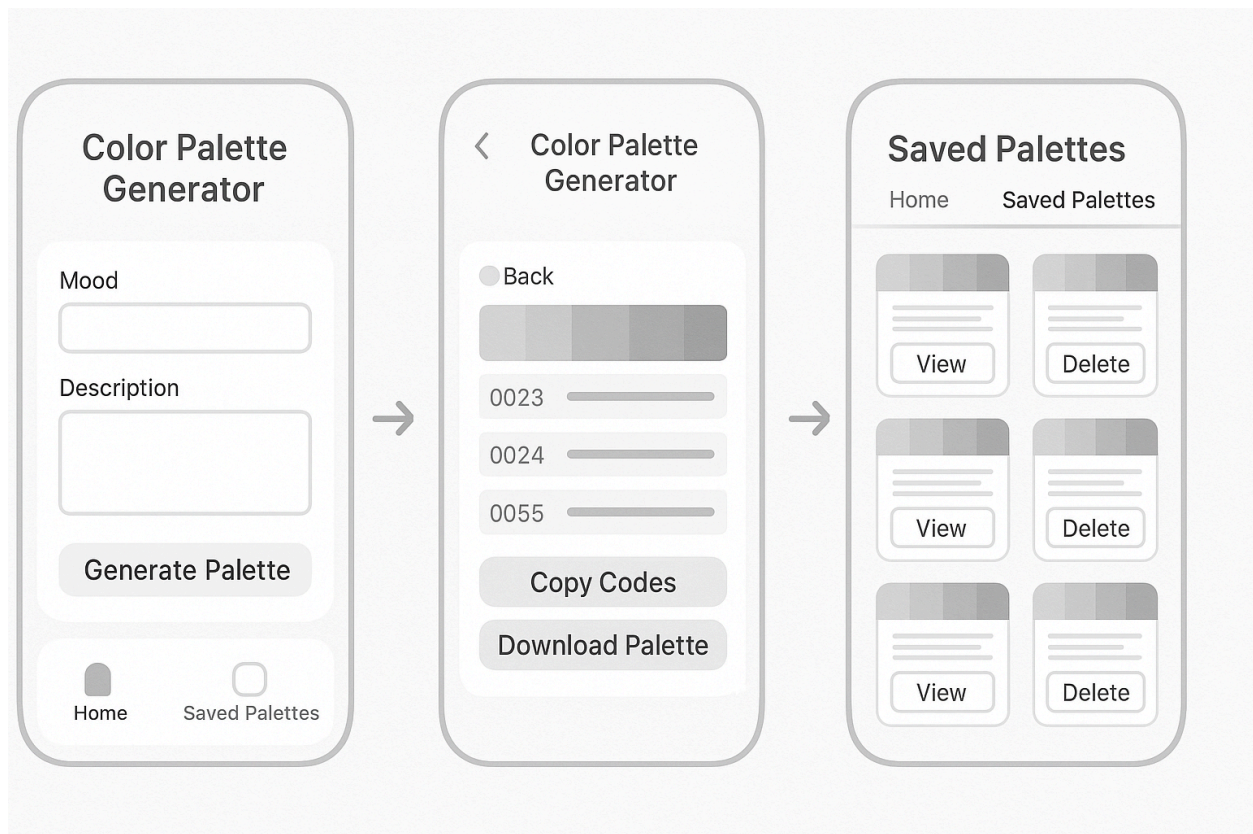 Color Palette
Generator
Mood
Description
Generate Palette
Home
Saved Palettes
Color Palette
Generator
Back
0023
0024
0055
Copy Codes
Download Palette
Saved Palettes
Home Saved Palettes
View Delete
View Delete
View Delete